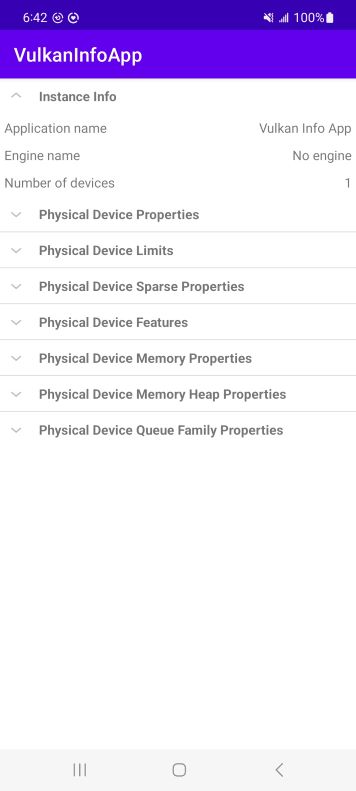 6:42 100%
VulkanInfoApp
Instance Info
Application name Vulkan Info App
Engine name No engine
Number of devices 1
Physical Device Properties
Physical Device Limits
Physical Device Sparse Properties
Physical Device Features
Physical Device Memory Properties
Physical Device Memory Heap Properties
Physical Device Queue Family Properties